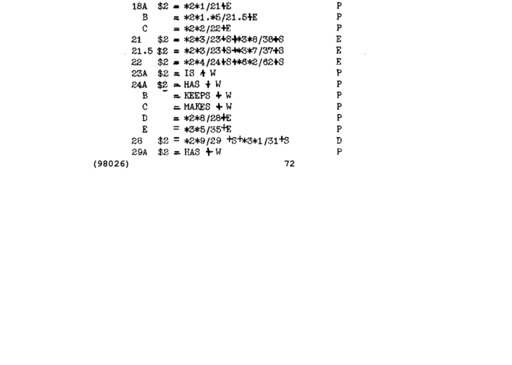 18A $2 = *2*1/21+E P
B = *2*1.*5/21.5+E P
C = *2*2/22+E P
21 $2 = *2*3/23+S+*3*8/38+S E
21.5 $2 = *2*3/23+S+*3*7/37+S E
22 $2 = *2*4/24+S+*6*2/62+S E
23A $2 = IS + W P
24A $2 = HAS + W P
B = KEEPS + W P
C = MAKES + W P
D = *2*8/28+E P
E = *3*5/35+E P
28 $2 = *2*9/29 +S+*3*1/31+S D
29A $2 = HAS + W P
(98026) 72